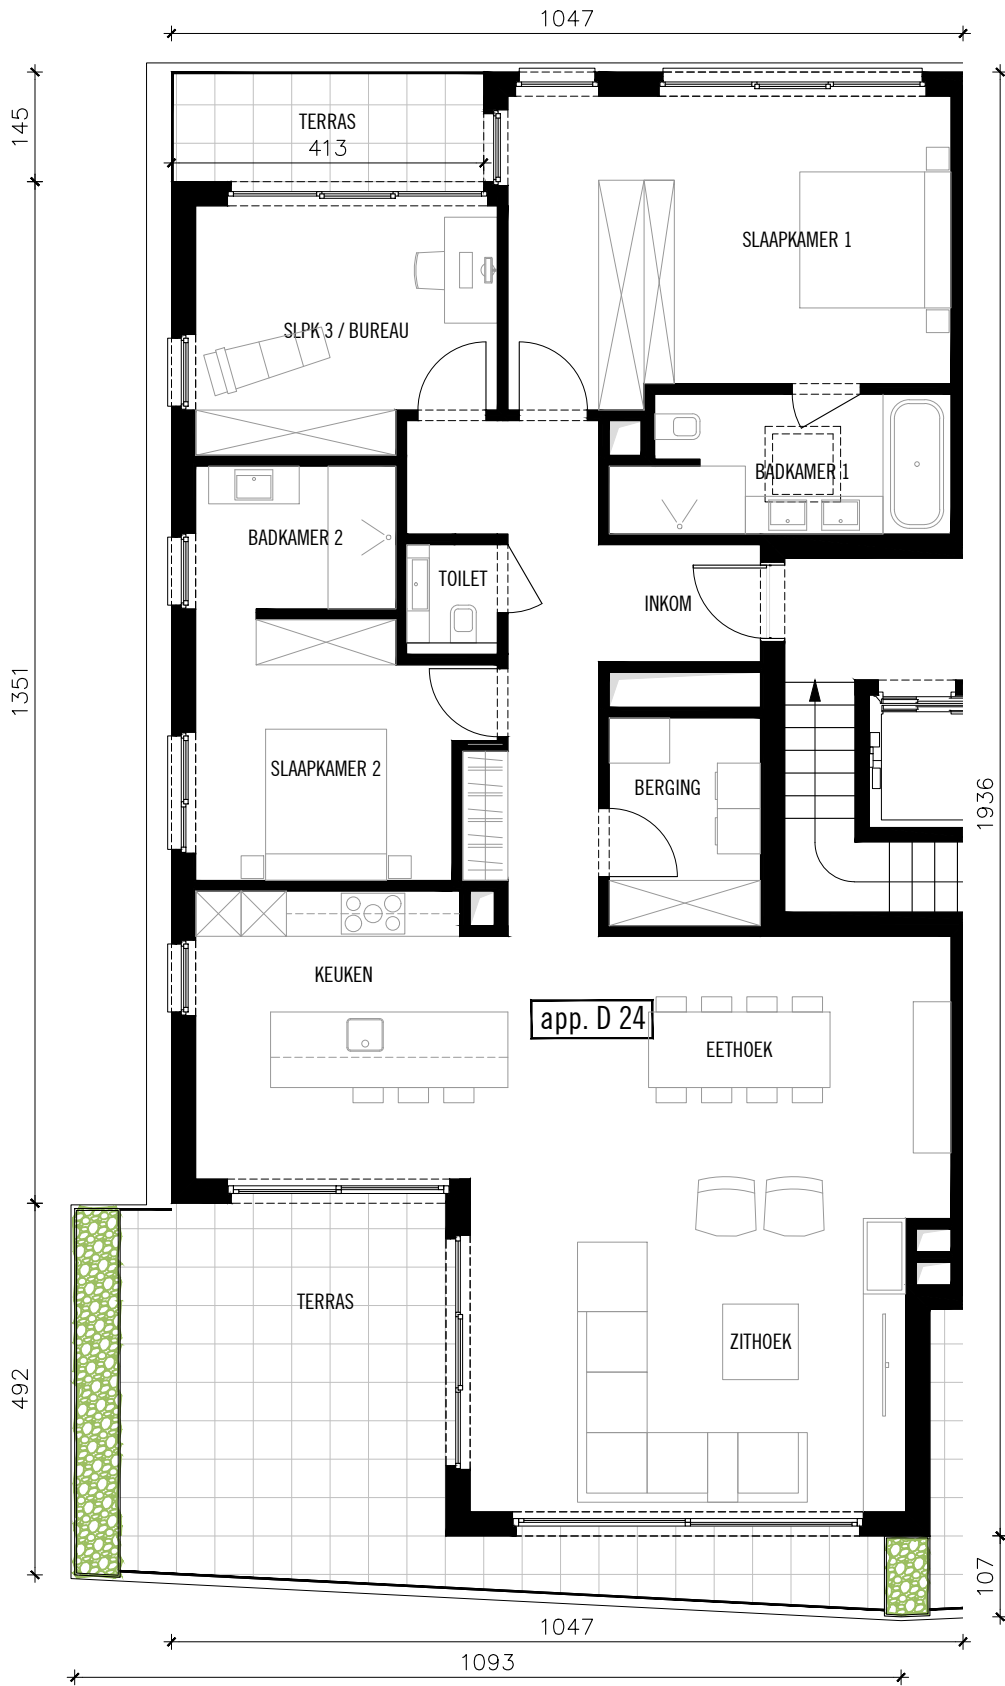 1047
145
TERRAS
413
SLAAPKAMER 1
SLPK 3 / BUREAU
BADKAMER 1
BADKAMER 2
TOILET
INKOM
1351
SLAAPKAMER 2
BERGING
1936
KEUKEN
app. D 24
EETHOEK
TERRAS
ZITHOEK
492
107
1047
1093